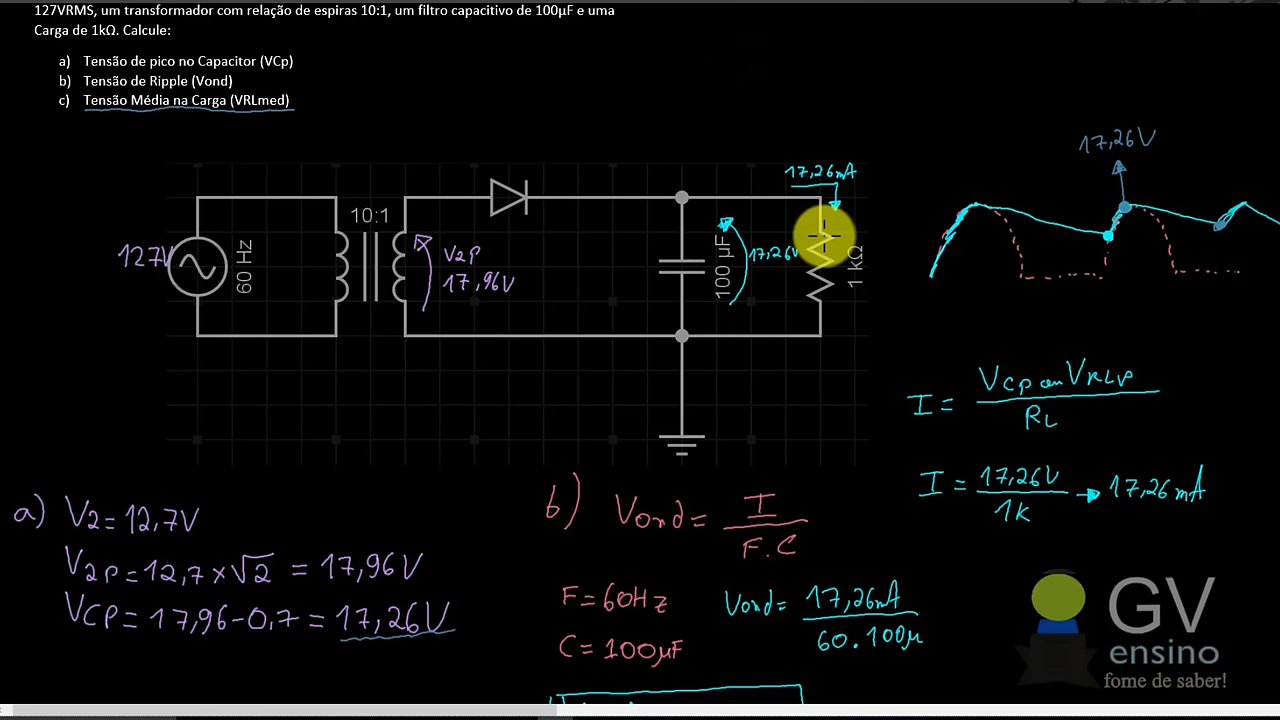 127VRMS, um transformador com relação de espiras 10:1, um filtro capacitivo de 100µF e uma
Carga de 1kΩ. Calcule:
a) Tensão de pico no Capacitor (VCp)
b) Tensão de Ripple (Vond)
c) Tensão Média na Carga (VRLmed)
17,26V
17,26mA
10:1
127V
60 Hz
V2P
17,96V
100 µF
17,26V
1 kΩ
I = VCP ou VRLP / RL
I = 17,26V / 1K → 17,26mA
a) V2 = 12,7V
V2P = 12,7 x √2 = 17,96V
VCP = 17,96 - 0,7 = 17,26V
b) Vond = I / F.C
F = 60Hz
C = 100µF
Vond = 17,26mA / 60.100µ
GV
ensino
fome de saber!